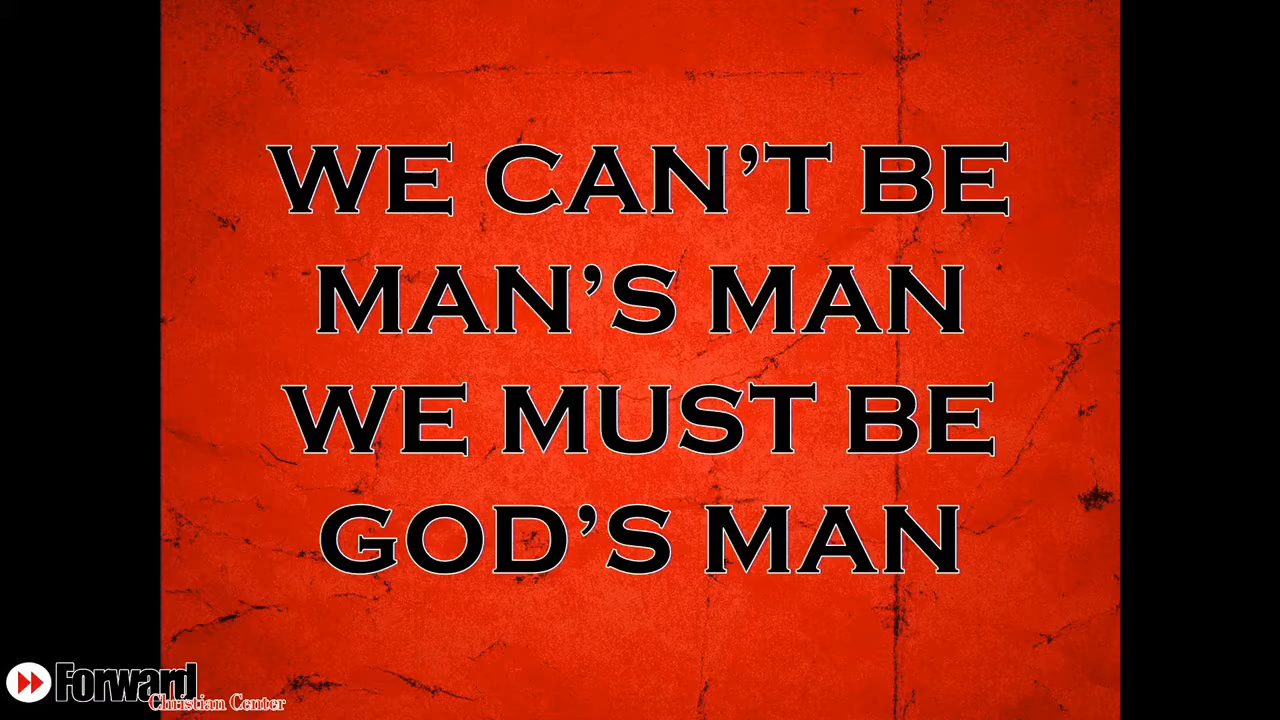 WE CAN’T BE
MAN’S MAN
WE MUST BE
GOD’S MAN
Forward
Christian Center